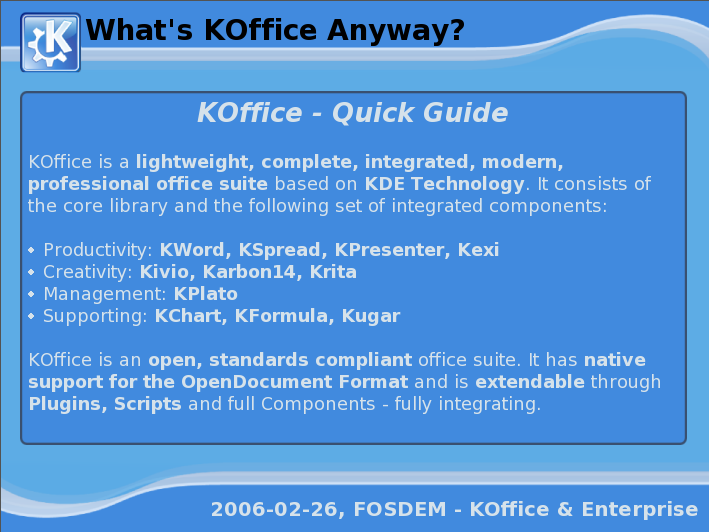 What's KOffice Anyway?
KOffice - Quick Guide
KOffice is a lightweight, complete, integrated, modern,
professional office suite based on KDE Technology. It consists of
the core library and the following set of integrated components:
• Productivity: KWord, KSpread, KPresenter, Kexi
• Creativity: Kivio, Karbon14, Krita
• Management: KPlato
• Supporting: KChart, KFormula, Kugar
KOffice is an open, standards compliant office suite. It has native
support for the OpenDocument Format and is extendable through
Plugins, Scripts and full Components - fully integrating.
2006-02-26, FOSDEM - KOffice & Enterprise